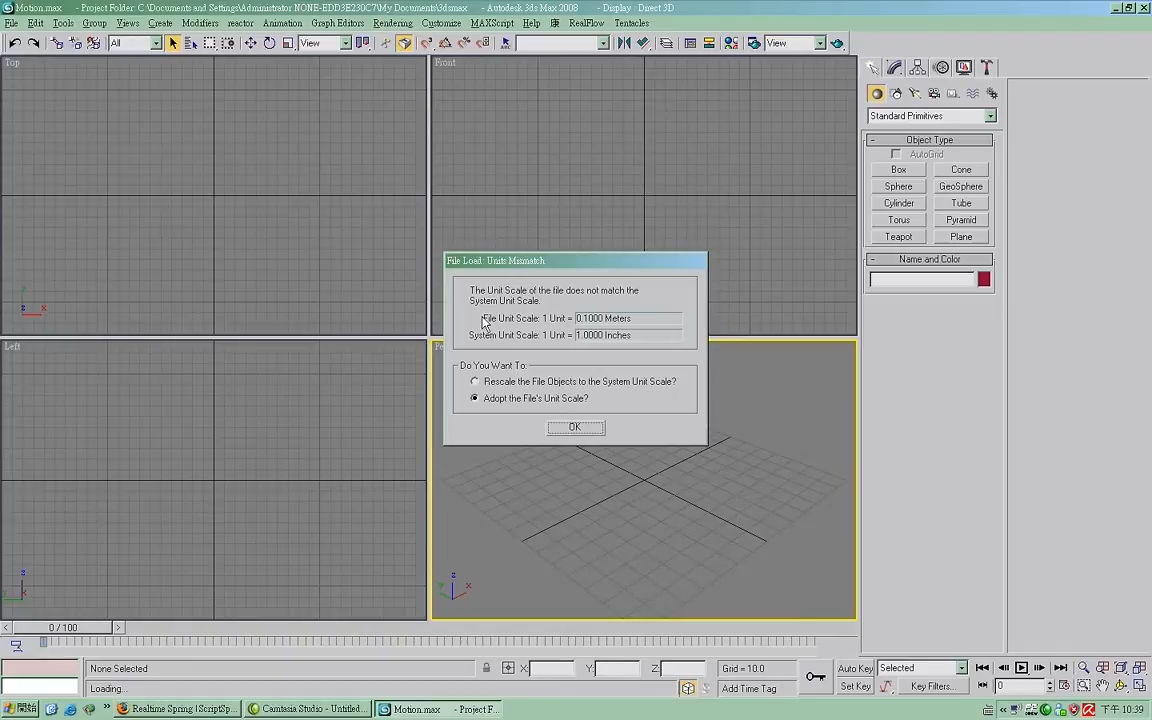 Motion.max - Project Folder: C:\Documents and Settings\Administrator NONE-EDD3E230C7\My Documents\3dsmax - Autodesk 3ds Max 2008 - Display : Direct 3D
File Edit Tools Group Views Create Modifiers reactor Animation Graph Editors Rendering Customize MAXScript Help RealFlow Tentacles
All View View
Top Front
Standard Primitives
- Object Type
AutoGrid
Box Cone
Sphere GeoSphere
Cylinder Tube
Torus Pyramid
Teapot Plane
- Name and Color
File Load: Units Mismatch
The Unit Scale of the file does not match the
System Unit Scale.
File Unit Scale: 1 Unit = 0.1000 Meters
System Unit Scale: 1 Unit = 1.0000 Inches
Do You Want To:
Rescale the File Objects to the System Unit Scale?
Adopt the File's Unit Scale?
OK
Left
z x
z
y x
< 0 / 100 >
None Selected X: Y: Z: Grid = 10.0 Auto Key Selected
Loading... Add Time Tag Set Key Key Filters... 0
開始 » Realtime Spring | ScriptSp... Camtasia Studio - Untitled... Motion.max - Project F... « 下午 10:39